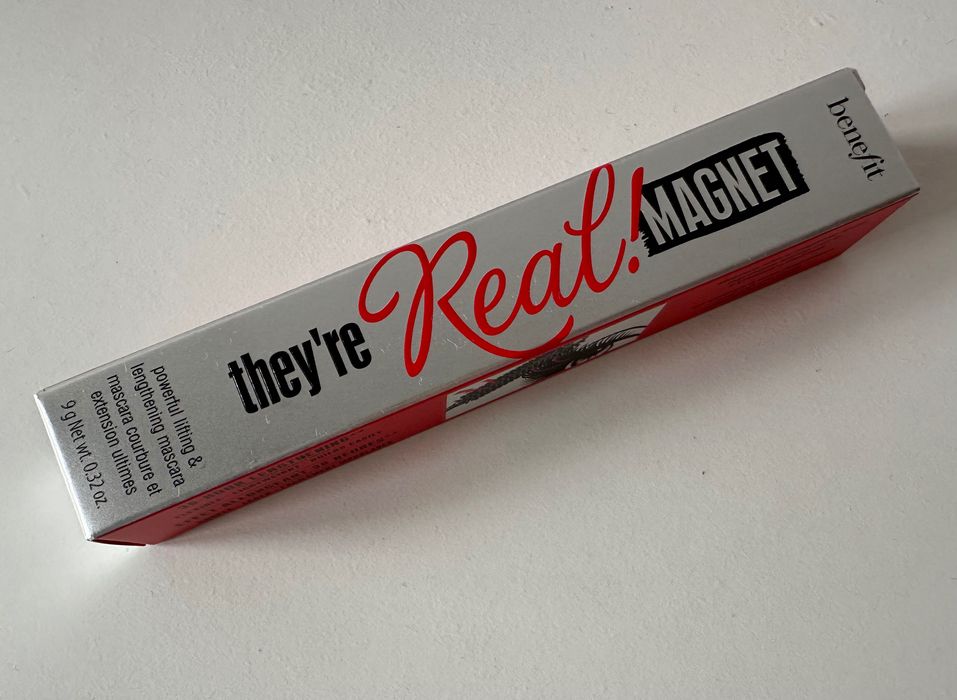 they're Real! MAGNET
benefit
powerful lifting &
lengthening mascara
mascara courbure et
extension ultimes
9 g Net wt. 0.32 oz.